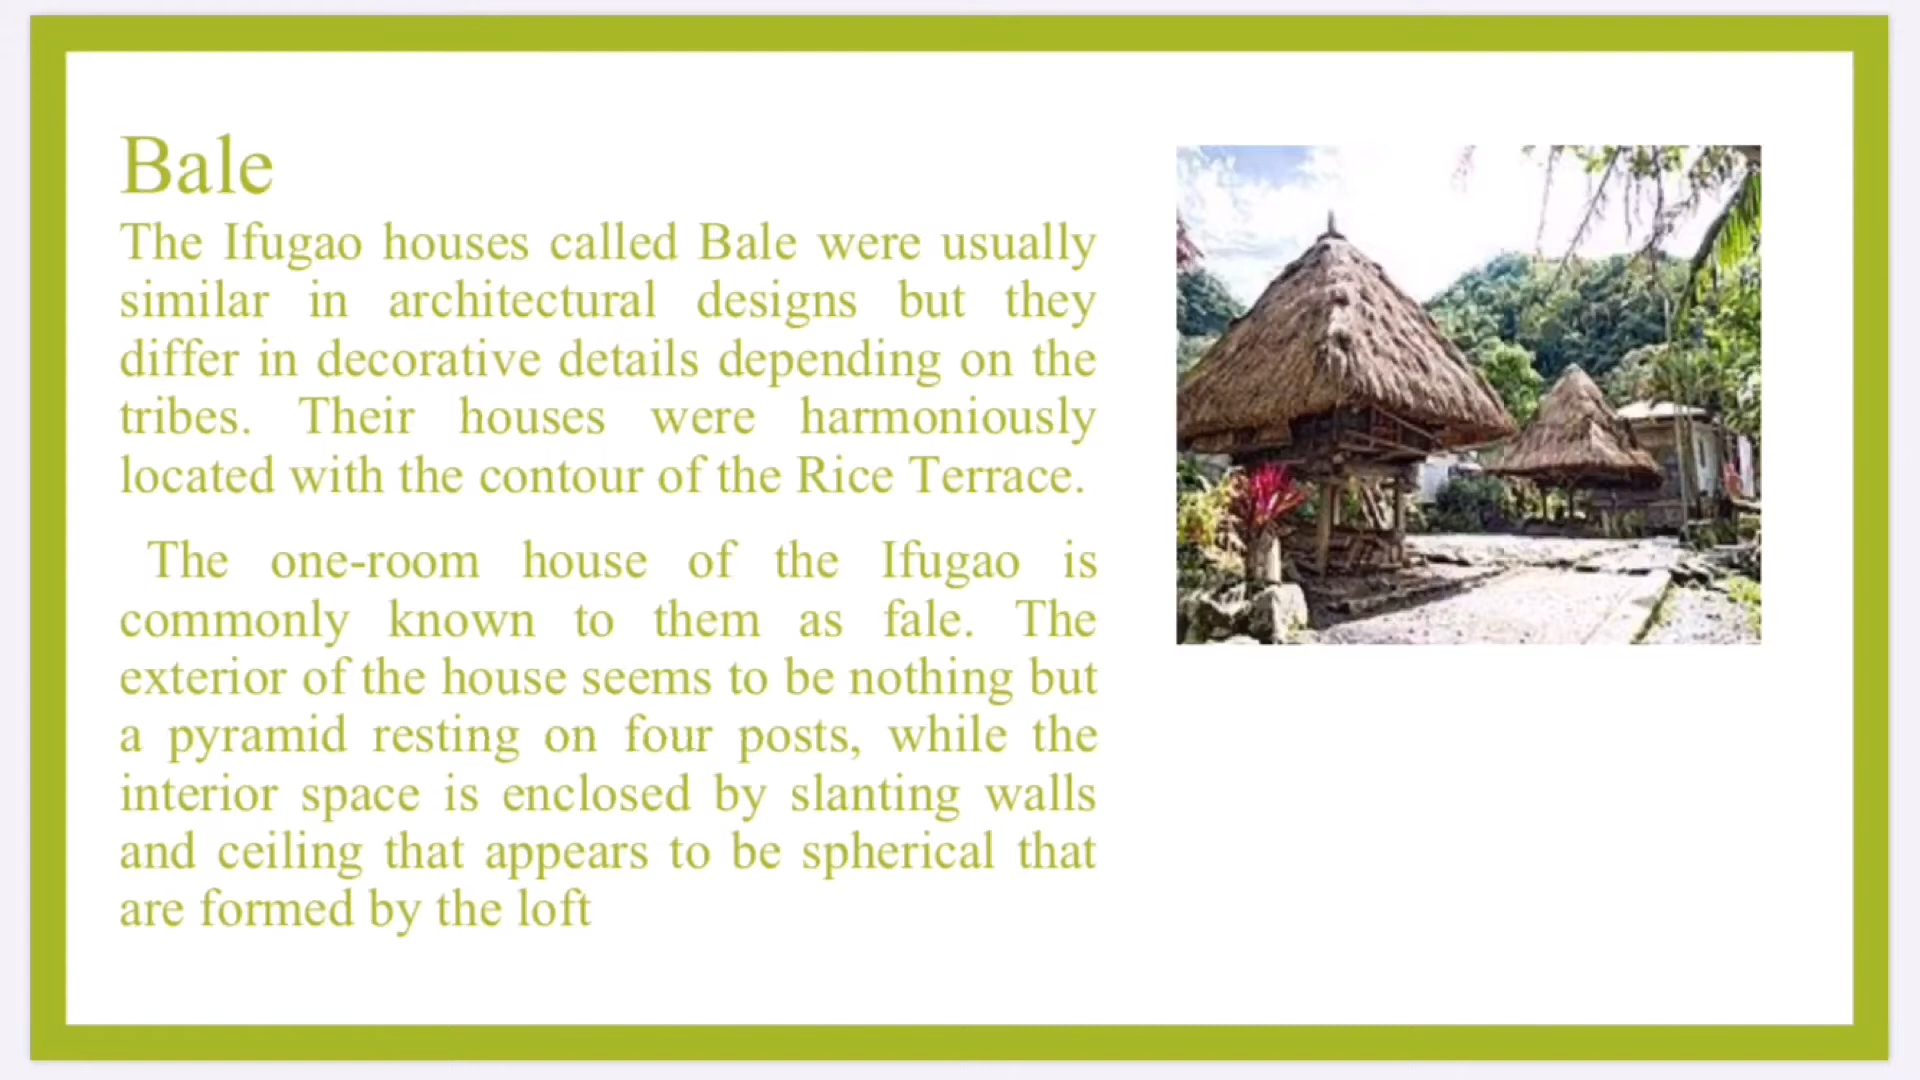 Bale
The Ifugao houses called Bale were usually
similar in architectural designs but they
differ in decorative details depending on the
tribes. Their houses were harmoniously
located with the contour of the Rice Terrace.
The one-room house of the Ifugao is
commonly known to them as fale. The
exterior of the house seems to be nothing but
a pyramid resting on four posts, while the
interior space is enclosed by slanting walls
and ceiling that appears to be spherical that
are formed by the loft